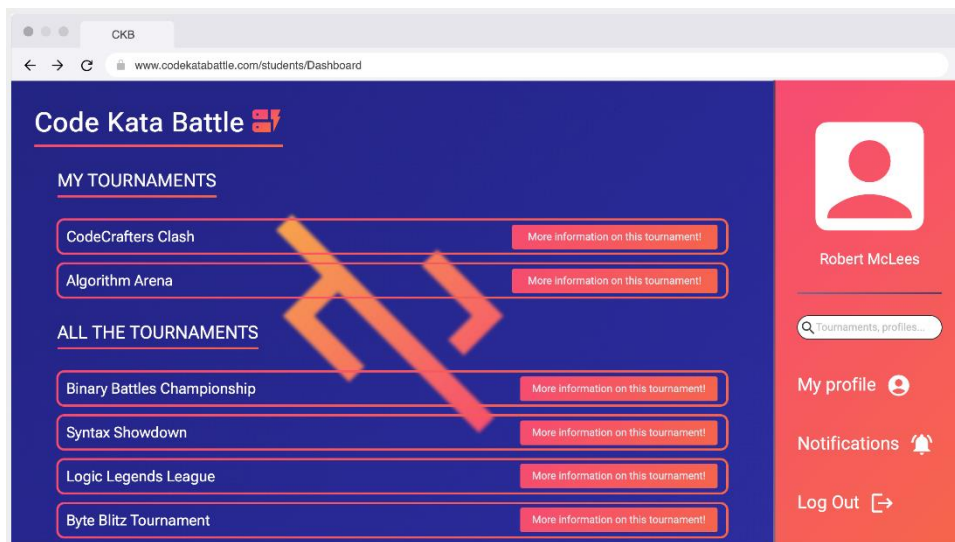 CKB
www.codekatabattle.com/students/Dashboard
Code Kata Battle
MY TOURNAMENTS
CodeCrafters Clash
More information on this tournament!
Algorithm Arena
More information on this tournament!
ALL THE TOURNAMENTS
Binary Battles Championship
More information on this tournament!
Syntax Showdown
More information on this tournament!
Logic Legends League
More information on this tournament!
Byte Blitz Tournament
More information on this tournament!
Robert McLees
Tournaments, profiles...
My profile
Notifications
Log Out